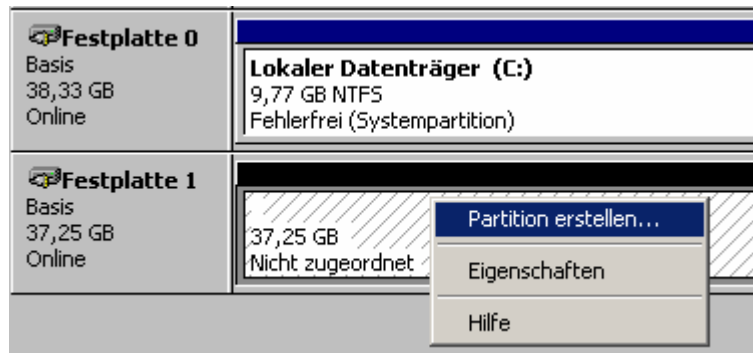 Festplatte 0
Basis
38,33 GB
Online
Lokaler Datenträger (C:)
9,77 GB NTFS
Fehlerfrei (Systempartition)
Festplatte 1
Basis
37,25 GB
Online
37,25 GB
Nicht zugeordnet
Partition erstellen...
Eigenschaften
Hilfe